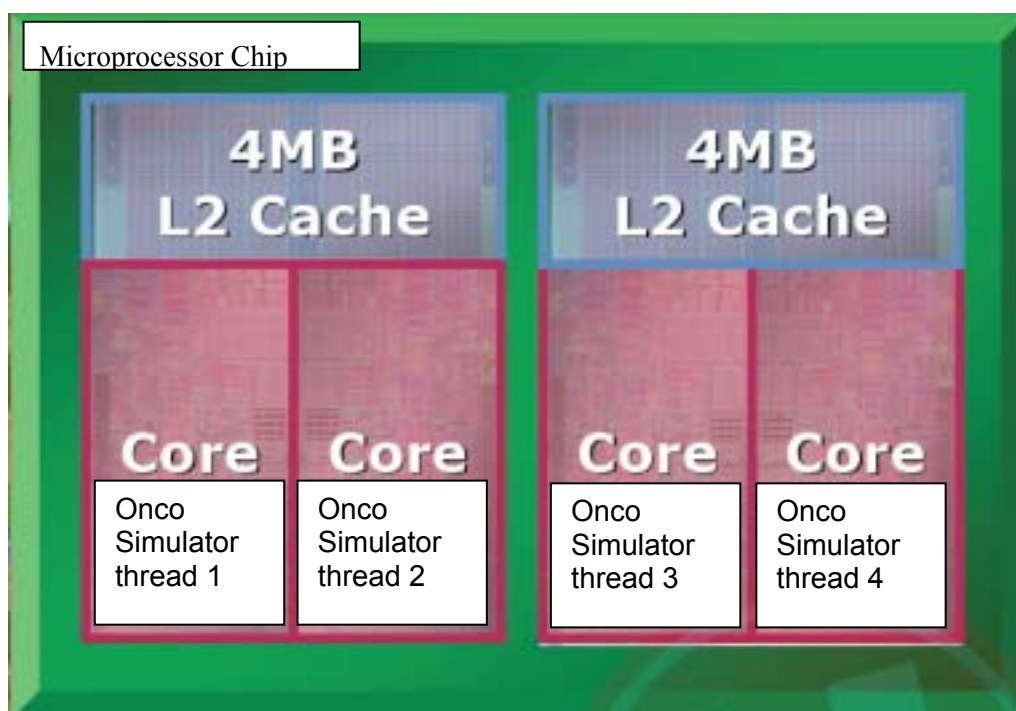 Microprocessor Chip
4MB
L2 Cache
4MB
L2 Cache
Core
Core
Core
Core
Onco
Simulator
thread 1
Onco
Simulator
thread 2
Onco
Simulator
thread 3
Onco
Simulator
thread 4